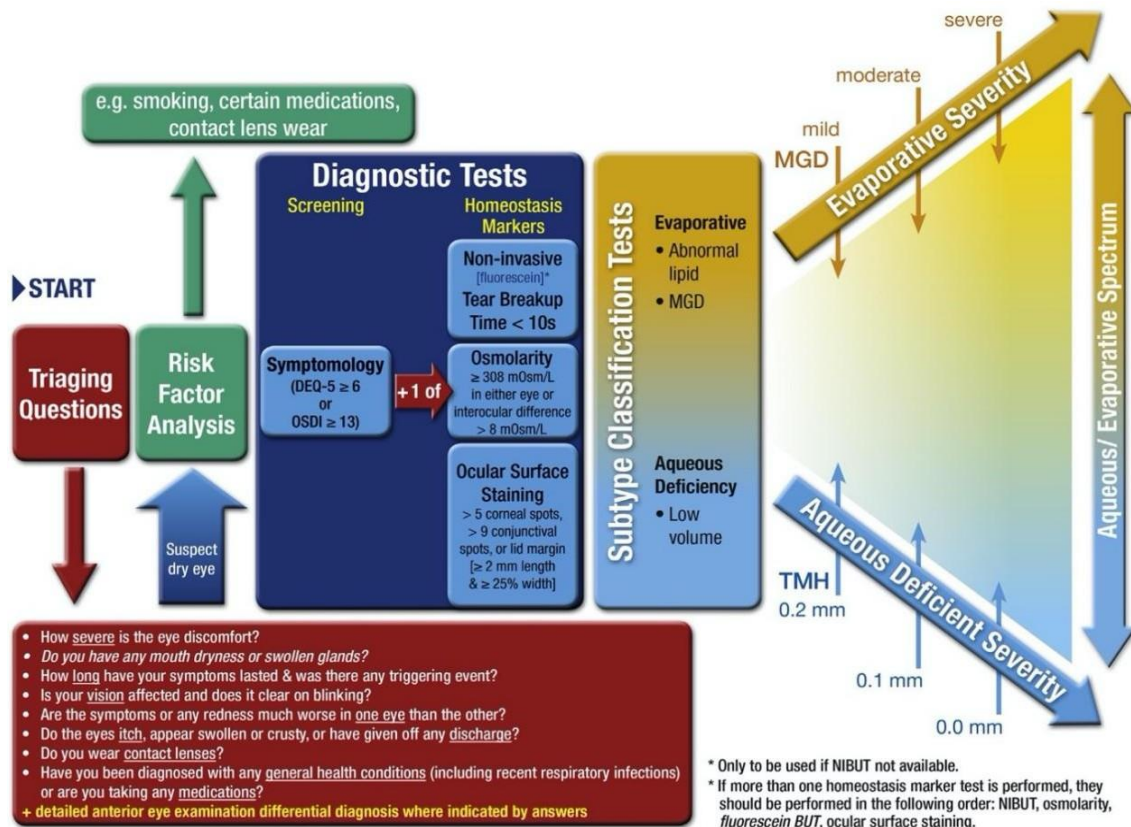 e.g. smoking, certain medications,
contact lens wear
START
Triaging
Questions
Risk
Factor
Analysis
Suspect
dry eye
Diagnostic Tests
Screening
Symptomology
(DEQ-5 ≥ 6
or
OSDI ≥ 13)
+1 of
Homeostasis
Markers
Non-invasive
[fluorescein]*
Tear Breakup
Time < 10s
Osmolarity
≥ 308 mOsm/L
in either eye or
interocular difference
> 8 mOsm/L
Ocular Surface
Staining
> 5 corneal spots,
> 9 conjunctival
spots, or lid margin
[≥ 2 mm length
& ≥ 25% width]
Subtype Classification Tests
Evaporative
• Abnormal
lipid
• MGD
Aqueous
Deficiency
• Low
volume
severe
moderate
mild
MGD
Evaporative Severity
Aqueous/ Evaporative Spectrum
Aqueous Deficient Severity
TMH
0.2 mm
0.1 mm
0.0 mm
• How severe is the eye discomfort?
• Do you have any mouth dryness or swollen glands?
• How long have your symptoms lasted & was there any triggering event?
• Is your vision affected and does it clear on blinking?
• Are the symptoms or any redness much worse in one eye than the other?
• Do the eyes itch, appear swollen or crusty, or have given off any discharge?
• Do you wear contact lenses?
• Have you been diagnosed with any general health conditions (including recent respiratory infections)
or are you taking any medications?
+ detailed anterior eye examination differential diagnosis where indicated by answers
* Only to be used if NIBUT not available.
* If more than one homeostasis marker test is performed, they
should be performed in the following order: NIBUT, osmolarity,
fluorescein BUT, ocular surface staining.